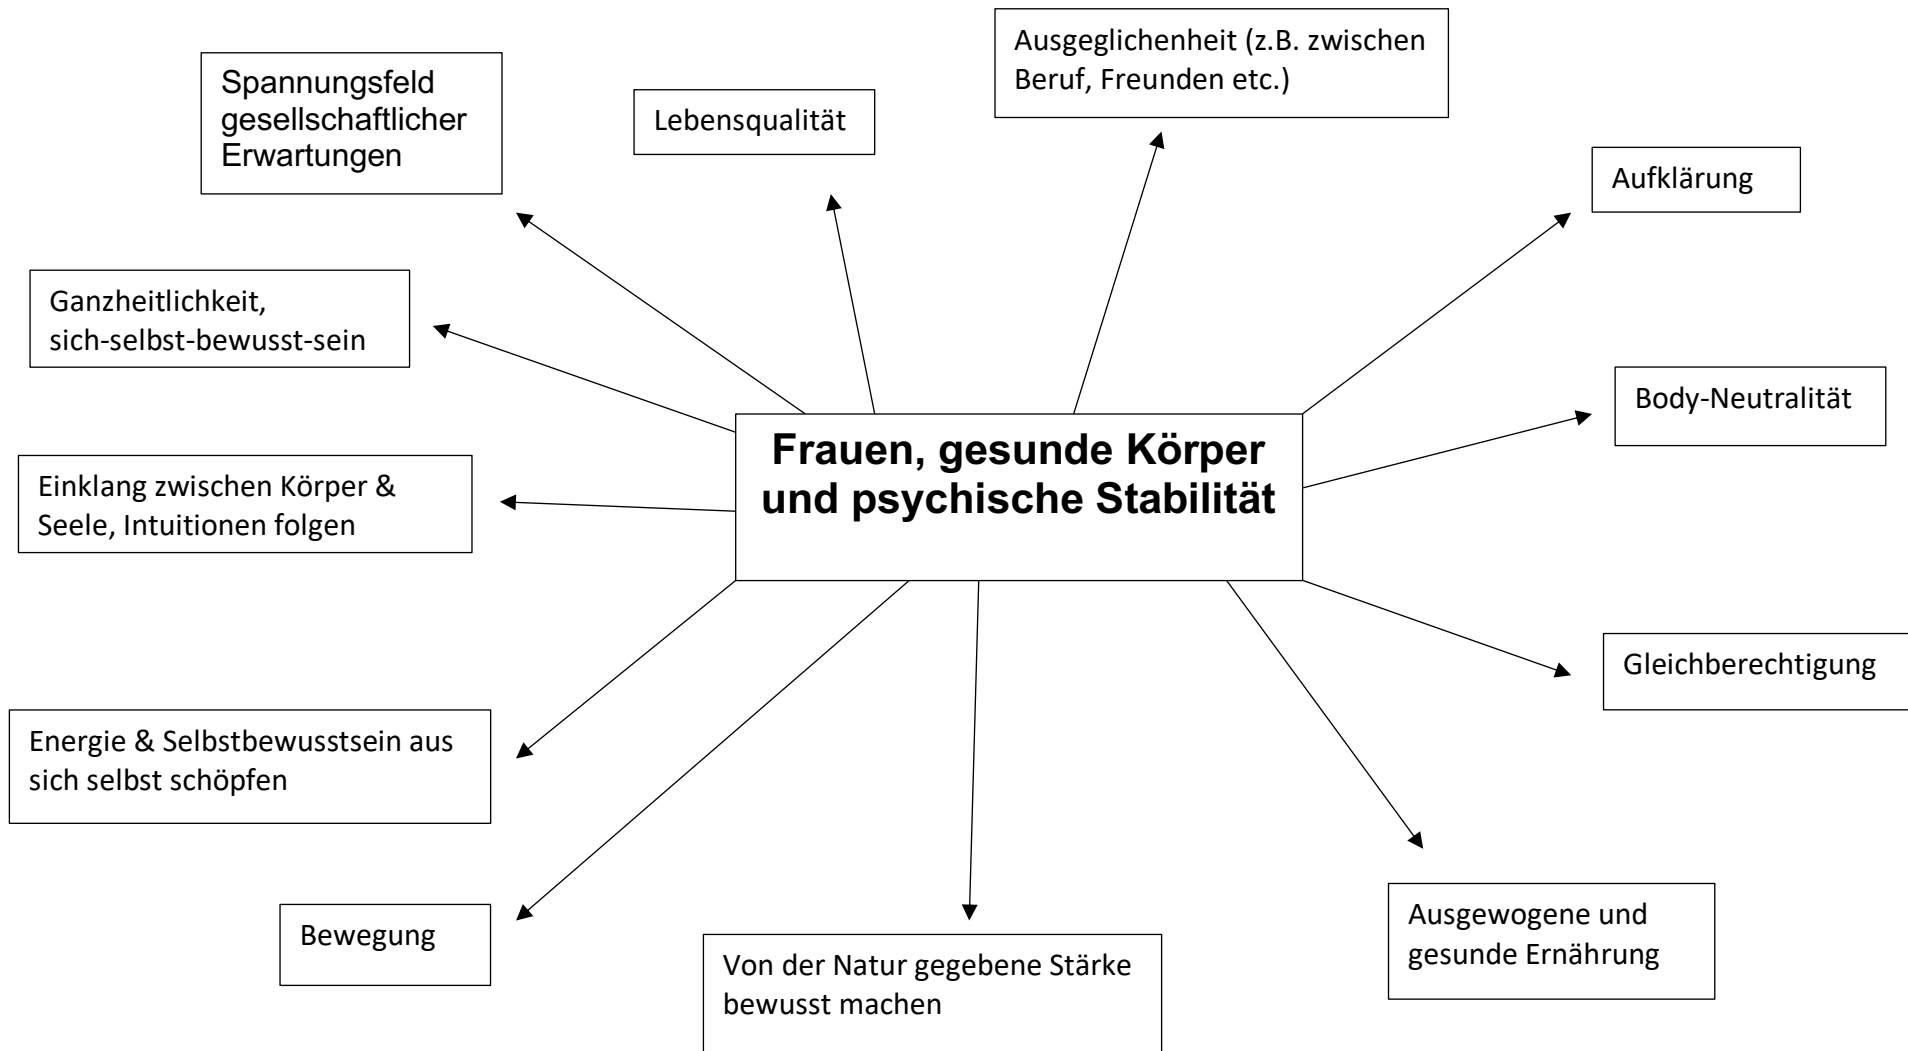 Ausgeglichenheit (z.B. zwischen
Beruf, Freunden etc.)
Spannungsfeld
gesellschaftlicher
Erwartungen
Lebensqualität
Aufklärung
Ganzheitlichkeit,
sich-selbst-bewusst-sein
Body-Neutralität
Frauen, gesunde Körper
und psychische Stabilität
Einklang zwischen Körper &
Seele, Intuitionen folgen
Gleichberechtigung
Energie & Selbstbewusstsein aus
sich selbst schöpfen
Bewegung
Von der Natur gegebene Stärke
bewusst machen
Ausgewogene und
gesunde Ernährung